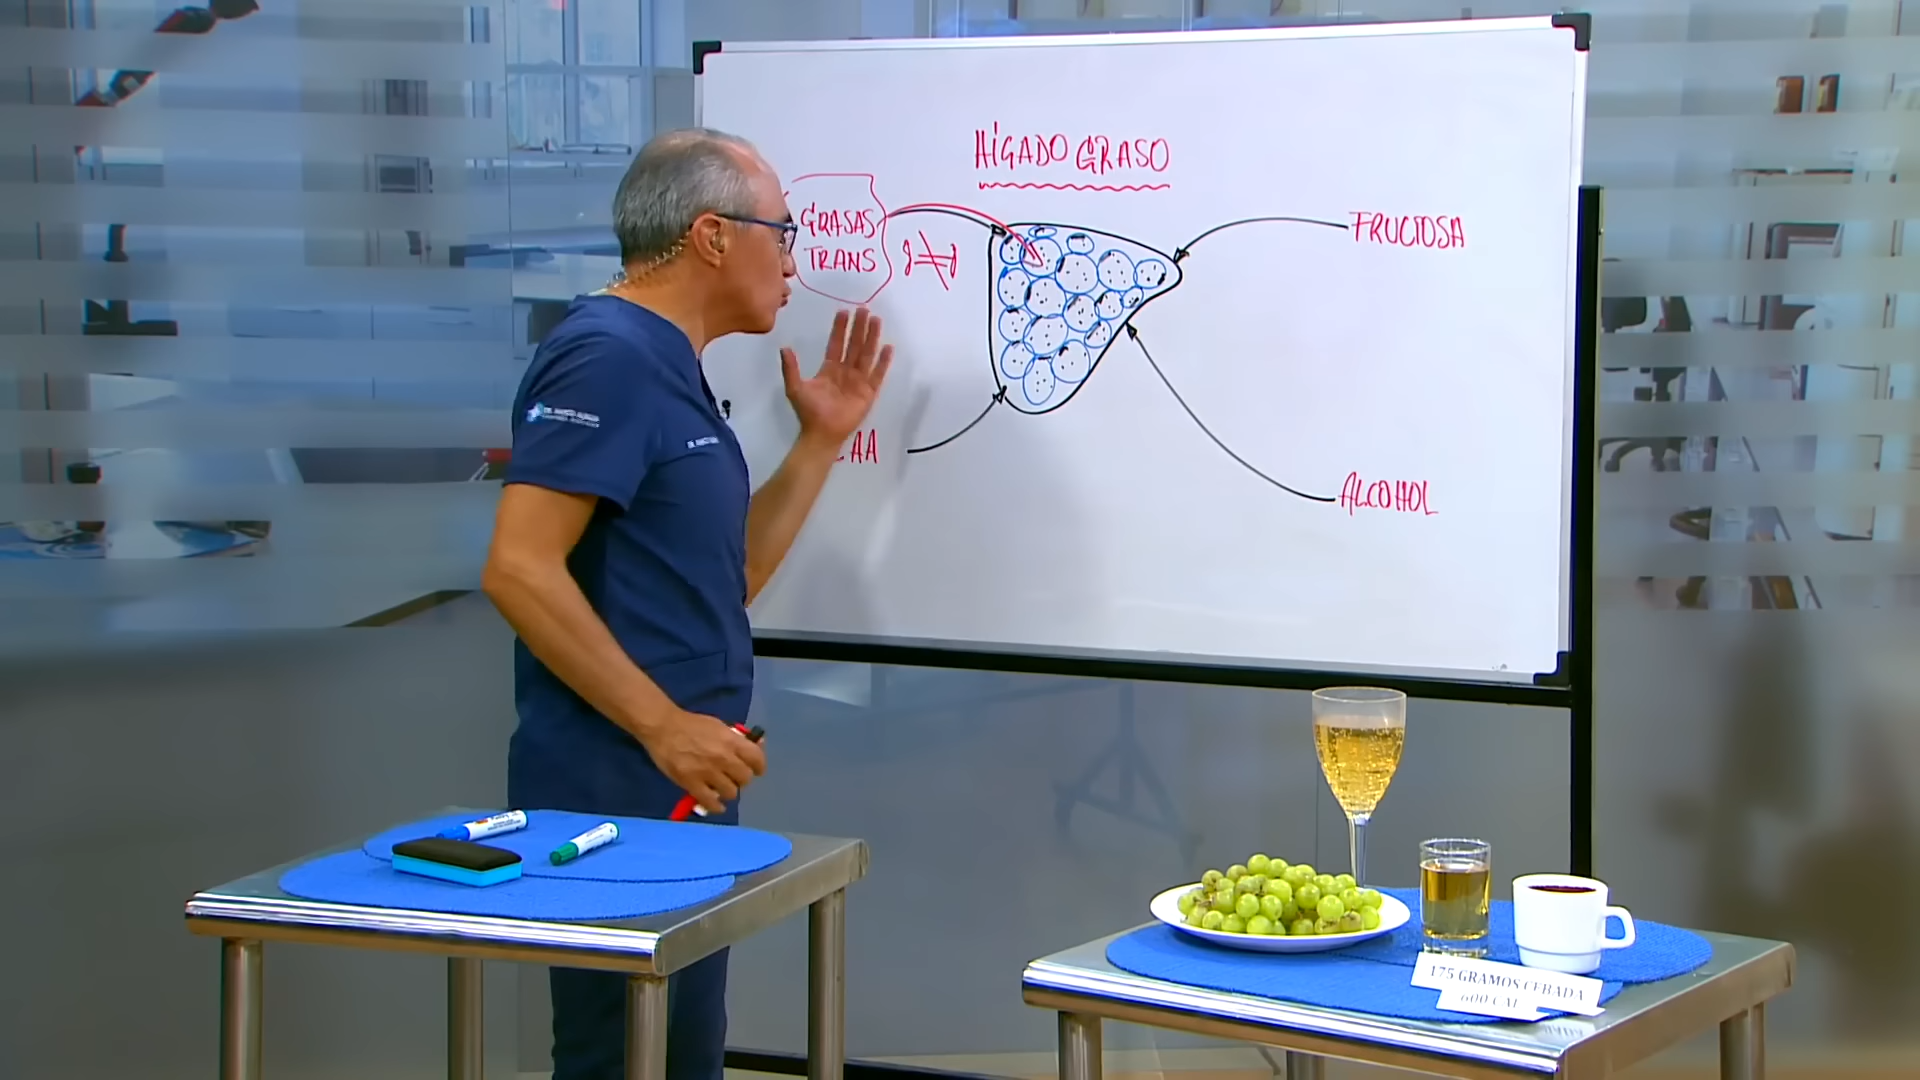 HÍGADO GRASO
GRASAS
TRANS
FRUCTOSA
AA
ALCOHOL
175 GRAMOS CEBADA
600 CAL